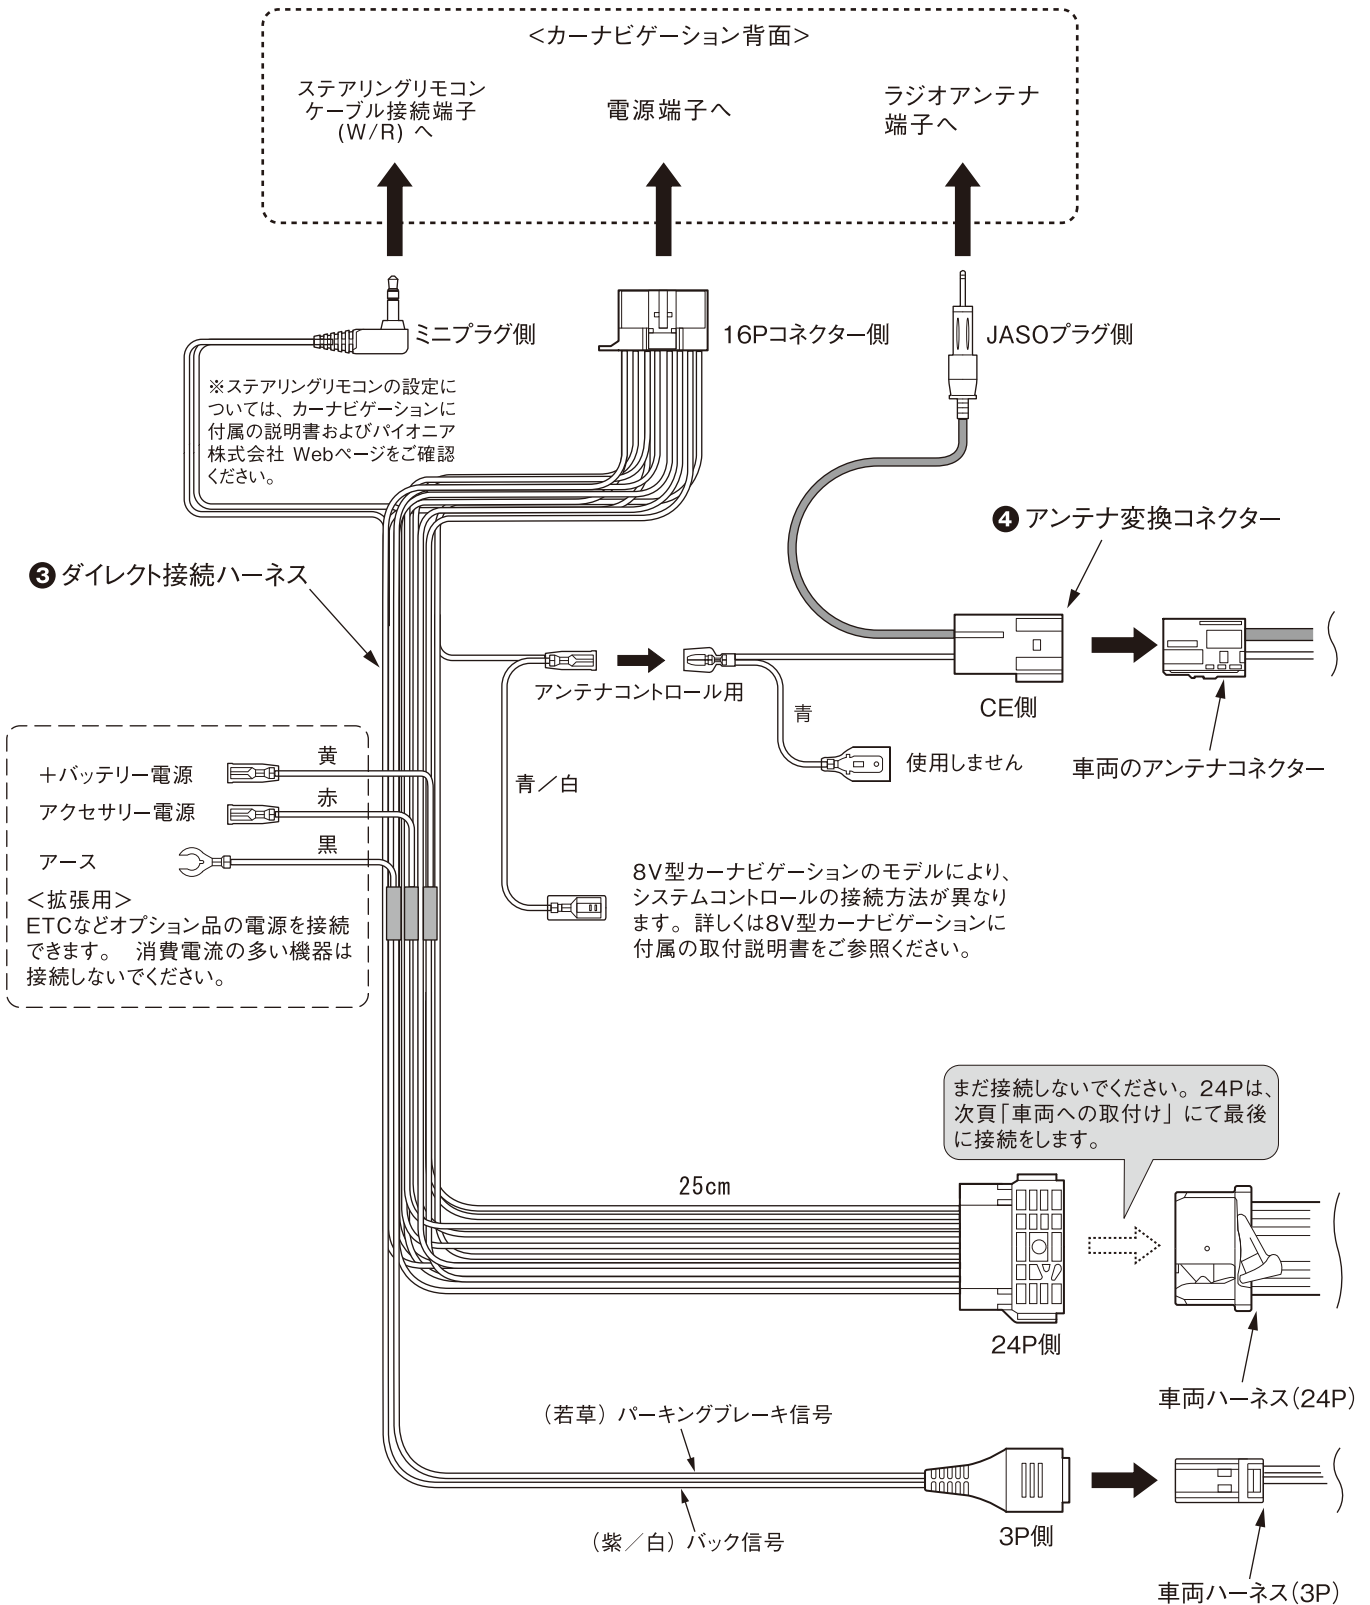 ＜カーナビゲーション背面＞
ステアリングリモコン
ケーブル接続端子
(W/R) へ
電源端子へ
ラジオアンテナ
端子へ
ミニプラグ側
16Pコネクター側
JASOプラグ側
※ステアリングリモコンの設定に
ついては、カーナビゲーションに
付属の説明書およびパイオニア
株式会社 Webページをご確認
ください。
❹ アンテナ変換コネクター
❸ ダイレクト接続ハーネス
アンテナコントロール用
CE側
青
使用しません
車両のアンテナコネクター
青／白
＋バッテリー電源
黄
アクセサリー電源
赤
アース
黒
＜拡張用＞
ETCなどオプション品の電源を接続
できます。 消費電流の多い機器は
接続しないでください。
8V型カーナビゲーションのモデルにより、
システムコントロールの接続方法が異なり
ます。詳しくは8V型カーナビゲーションに
付属の取付説明書をご参照ください。
まだ接続しないでください。24Pは、
次頁「車両への取付け」にて最後
に接続をします。
25cm
24P側
車両ハーネス(24P)
（若草）パーキングブレーキ信号
（紫／白）バック信号
3P側
車両ハーネス(3P)